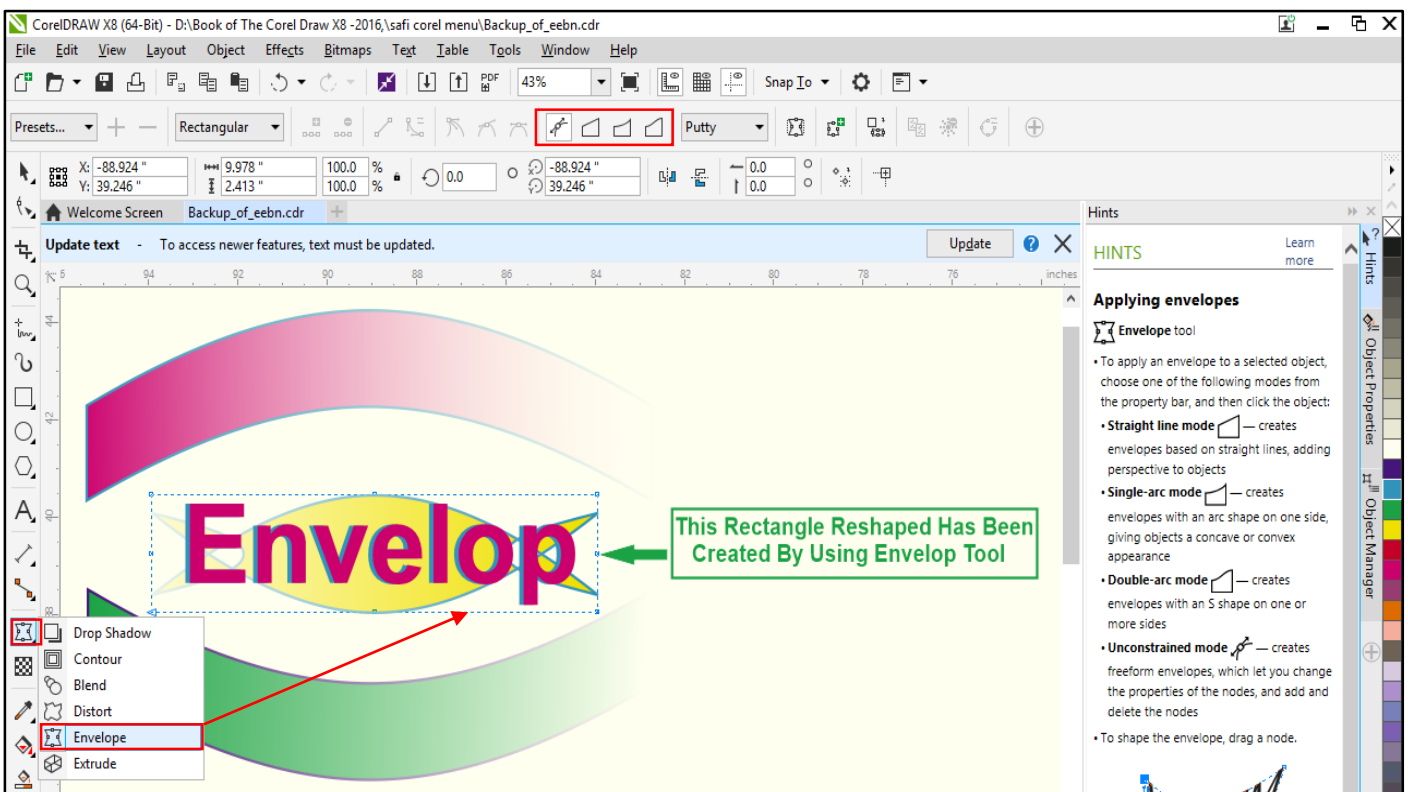 CorelDRAW X8 (64-Bit) - D:\Book of The Corel Draw X8 -2016,\safi corel menu\Backup_of_eebn.cdr
File Edit View Layout Object Effects Bitmaps Text Table Tools Window Help
PDF 43% Snap To
Presets... Rectangular Putty
X: -88.924 " 9.978 " 100.0 % 0.0 -88.924 " 0.0
Y: 39.246 " 2.413 " 100.0 % 39.246 " 0.0
Welcome Screen Backup_of_eebn.cdr
Update text - To access newer features, text must be updated. Update
6 94 92 90 88 86 84 82 80 78 76 inches
44
42
40
38
Envelop
This Rectangle Reshaped Has Been
Created By Using Envelop Tool
Drop Shadow
Contour
Blend
Distort
Envelope
Extrude
Hints
HINTS
Learn
more
Applying envelopes
Envelope tool
• To apply an envelope to a selected object,
choose one of the following modes from
the property bar, and then click the object:
• Straight line mode — creates
envelopes based on straight lines, adding
perspective to objects
• Single-arc mode — creates
envelopes with an arc shape on one side,
giving objects a concave or convex
appearance
• Double-arc mode — creates
envelopes with an S shape on one or
more sides
• Unconstrained mode — creates
freeform envelopes, which let you change
the properties of the nodes, and add and
delete the nodes
• To shape the envelope, drag a node.
Hints
Object Properties
Object Manager